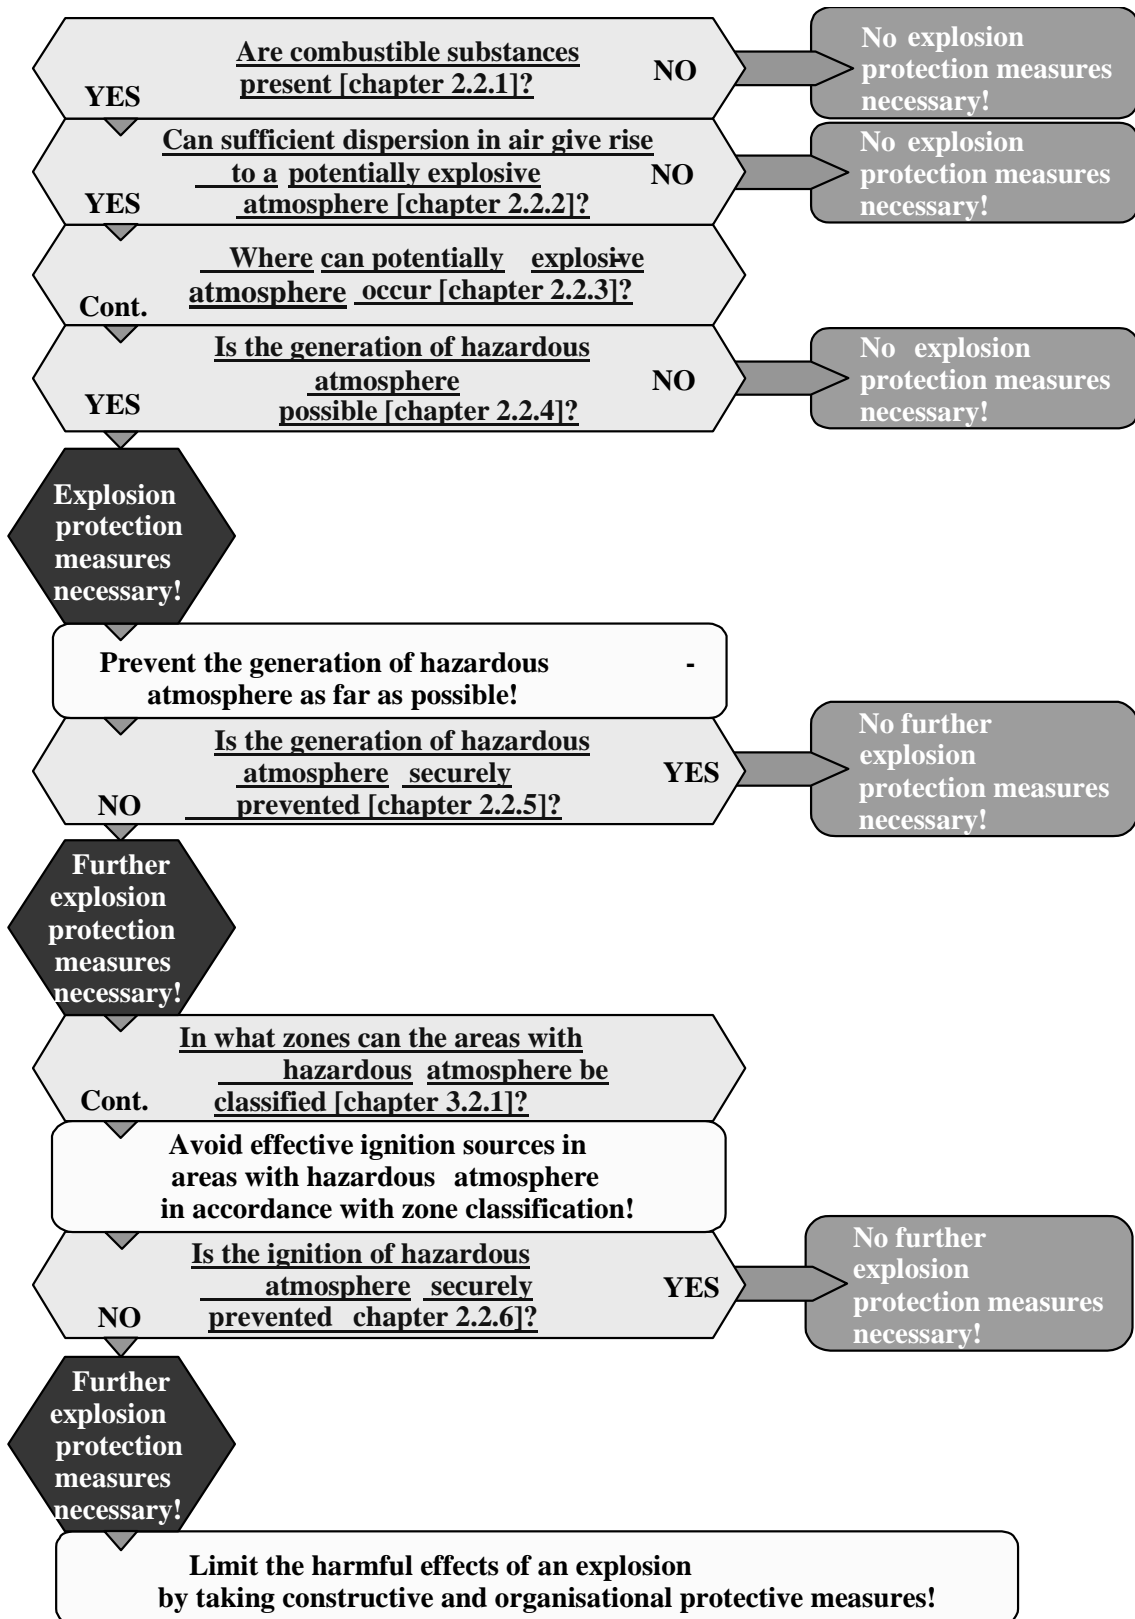 Are combustible substances
present [chapter 2.2.1]?
NO
YES
No explosion
protection measures
necessary!
Can sufficient dispersion in air give rise
to a potentially explosive
atmosphere [chapter 2.2.2]?
NO
YES
No explosion
protection measures
necessary!
Where can potentially explosive-
atmosphere occur [chapter 2.2.3]?
Cont.
Is the generation of hazardous
atmosphere
possible [chapter 2.2.4]?
NO
YES
No explosion
protection measures
necessary!
Explosion
protection
measures
necessary!
Prevent the generation of hazardous -
atmosphere as far as possible!
Is the generation of hazardous
atmosphere securely
prevented [chapter 2.2.5]?
YES
NO
No further
explosion
protection measures
necessary!
Further
explosion
protection
measures
necessary!
In what zones can the areas with
hazardous atmosphere be
classified [chapter 3.2.1]?
Cont.
Avoid effective ignition sources in
areas with hazardous atmosphere
in accordance with zone classification!
Is the ignition of hazardous
atmosphere securely
prevented chapter 2.2.6]?
YES
NO
No further
explosion
protection measures
necessary!
Further
explosion
protection
measures
necessary!
Limit the harmful effects of an explosion
by taking constructive and organisational protective measures!